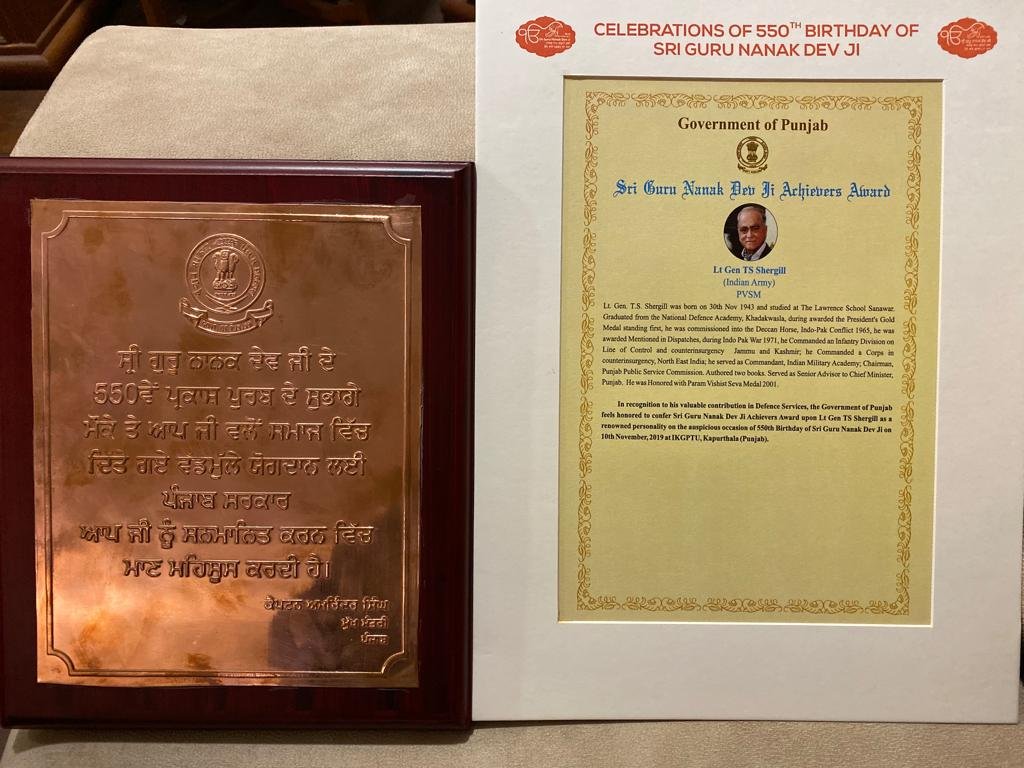 ਸ੍ਰੀ ਗੁਰੂ ਨਾਨਕ ਦੇਵ ਜੀ ਦੇ
550ਵੇਂ ਪ੍ਰਕਾਸ਼ ਪੁਰਬ ਦੇ ਸੁਭਾਗੇ
ਮੌਕੇ ਤੇ ਆਪ ਜੀ ਵਲੋਂ ਸਮਾਜ ਵਿੱਚ
ਦਿੱਤੇ ਗਏ ਵਡਮੁੱਲੇ ਯੋਗਦਾਨ ਲਈ
ਪੰਜਾਬ ਸਰਕਾਰ
ਆਪ ਜੀ ਨੂੰ ਸਨਮਾਨਿਤ ਕਰਨ ਵਿੱਚ
ਮਾਣ ਮਹਿਸੂਸ ਕਰਦੀ ਹੈ।
ਕੈਪਟਨ ਅਮਰਿੰਦਰ ਸਿੰਘ
ਮੁੱਖ ਮੰਤਰੀ
ਪੰਜਾਬ
CELEBRATIONS OF 550TH BIRTHDAY OF
SRI GURU NANAK DEV JI
Government of Punjab
Sri Guru Nanak Dev Ji Achievers Award
Lt Gen TS Shergill
(Indian Army)
PVSM
Lt. Gen. T.S. Shergill was born on 30th Nov 1943 and studied at The Lawrence School Sanawar.
Graduated from the National Defence Academy, Khadakwasla, during awarded the President's Gold
Medal standing first, he was commissioned into the Deccan Horse, Indo-Pak Conflict 1965, he was
awarded Mentioned in Dispatches, during Indo Pak War 1971, he Commanded an Infantry Division on
Line of Control and counterinsurgency Jammu and Kashmir; he Commanded a Corps in
counterinsurgency, North East India; he served as Commandant, Indian Military Academy; Chairman,
Punjab Public Service Commission. Authored two books. Served as Senior Advisor to Chief Minister,
Punjab. He was Honored with Param Vishist Seva Medal 2001.
In recognition to his valuable contribution in Defence Services, the Government of Punjab
feels honored to confer Sri Guru Nanak Dev Ji Achievers Award upon Lt Gen TS Shergill as a
renowned personality on the auspicious occasion of 550th Birthday of Sri Guru Nanak Dev Ji on
10th November, 2019 at IKGPTU, Kapurthala (Punjab).